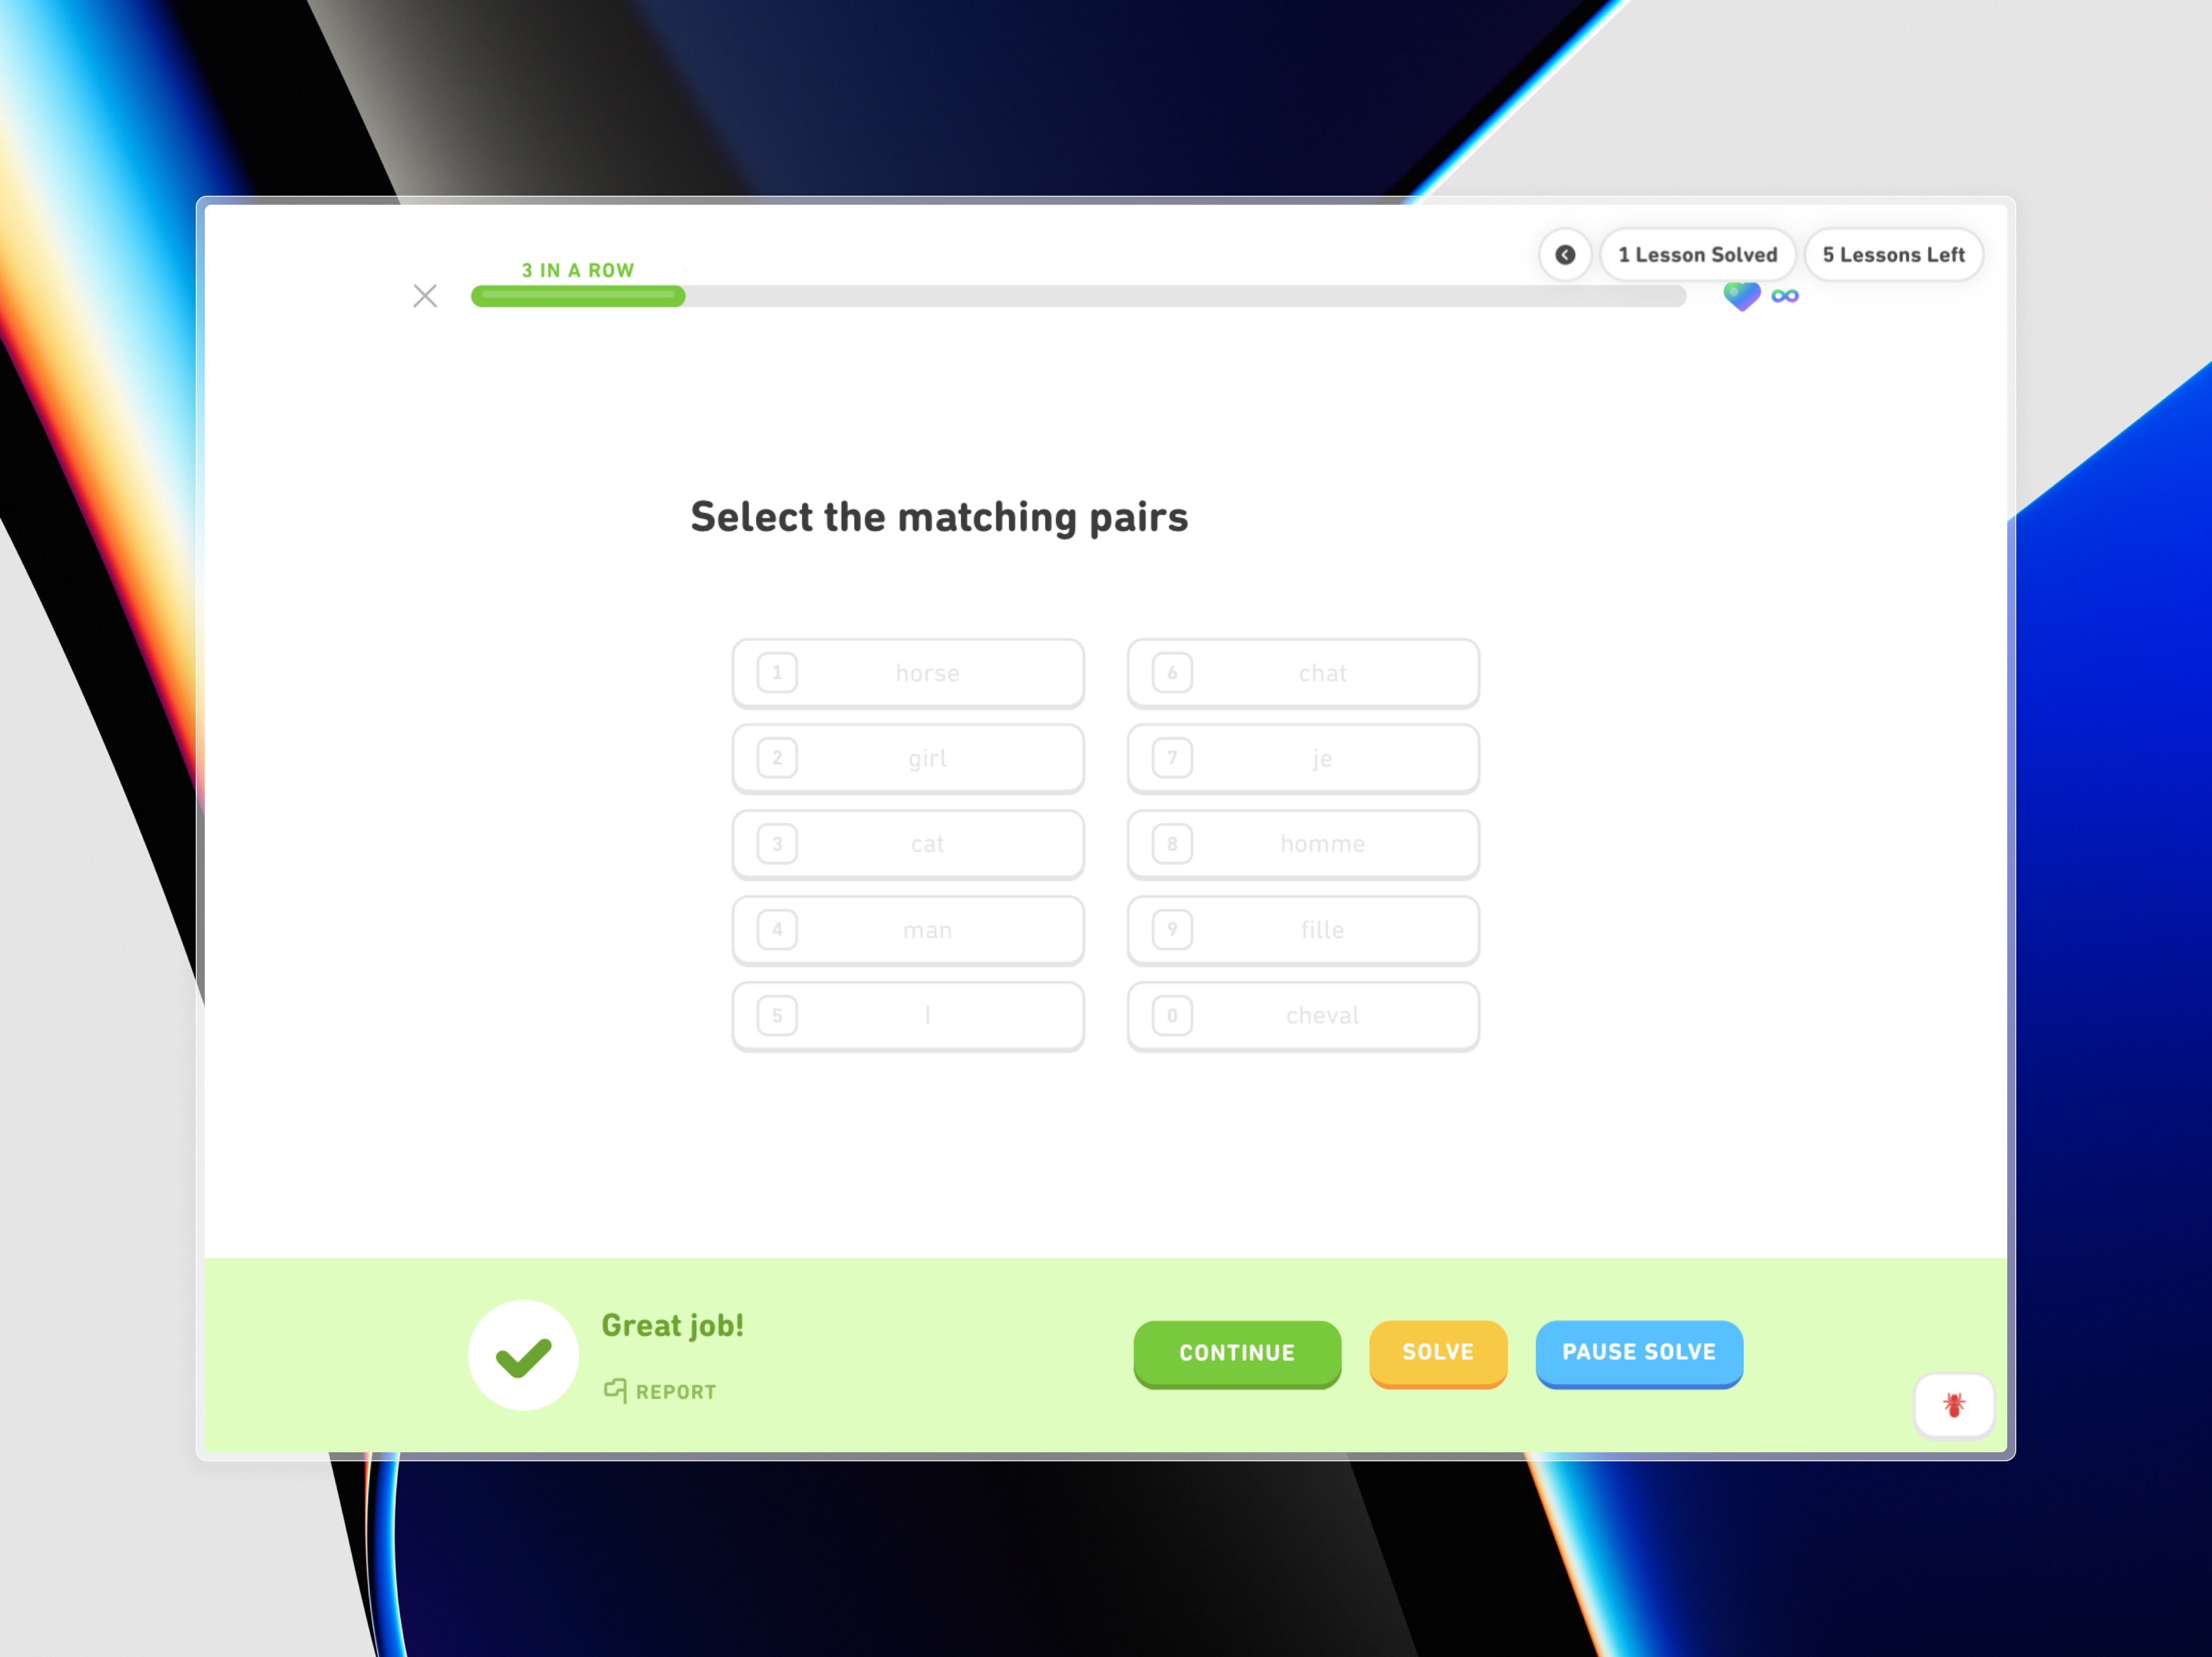 1 Lesson Solved
5 Lessons Left
3 IN A ROW
Select the matching pairs
1 horse
6 chat
2 girl
7 je
3 cat
8 homme
4 man
9 fille
5 I
0 cheval
Great job!
REPORT
CONTINUE
SOLVE
PAUSE SOLVE